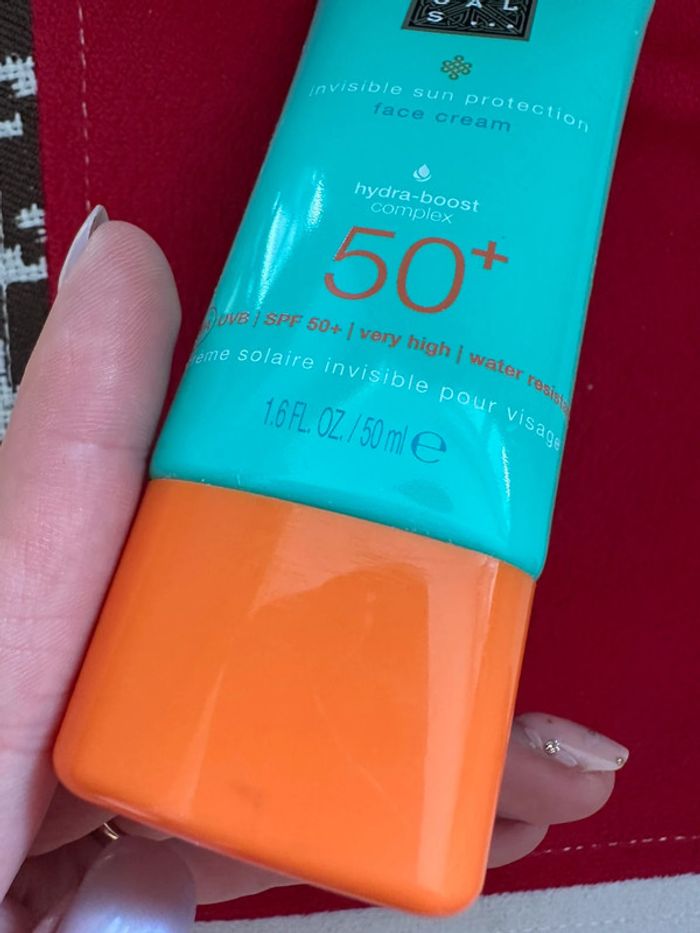 UALS...
invisible sun protection
face cream
hydra-boost
complex
50+
UVB | SPF 50+ | very high | water
solaire invisible pour visage
1.6 FL. OZ. / 50 ml ℮